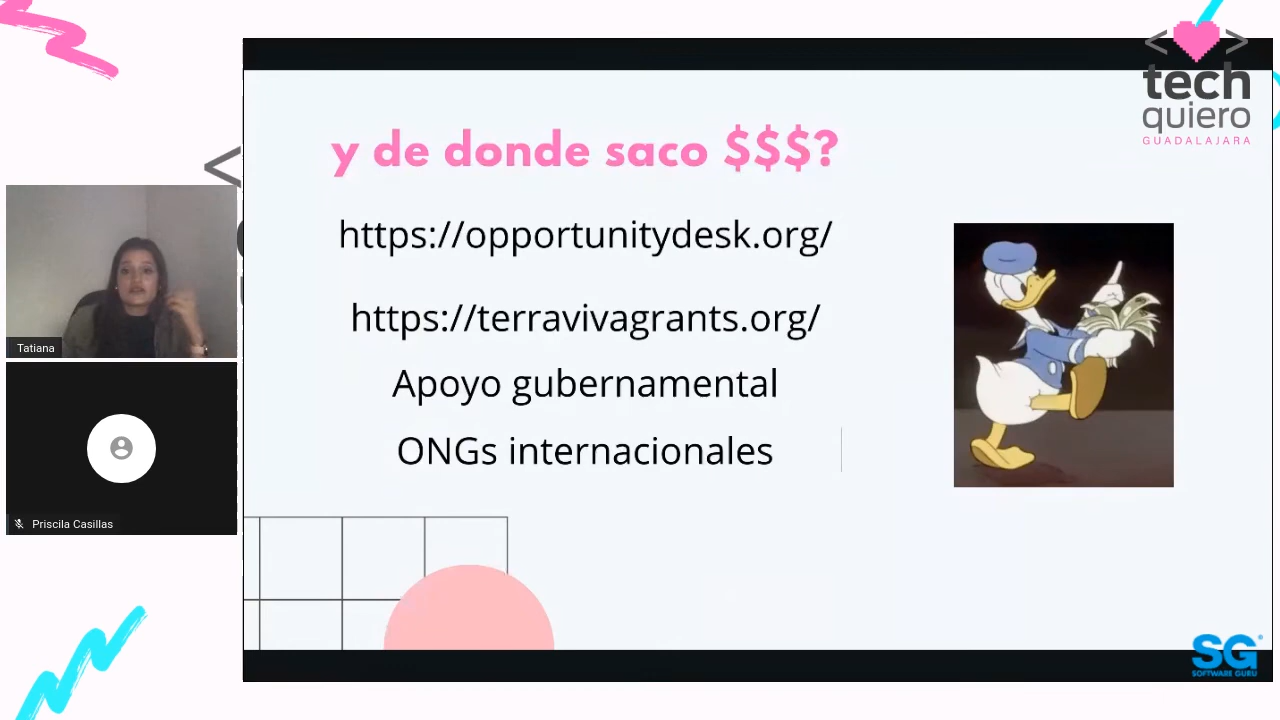 y de donde saco $$$?
https://opportunitydesk.org/
https://terravivagrants.org/
Apoyo gubernamental
ONGs internacionales
Tatiana
Priscila Casillas
< >
tech
quiero
GUADALAJARA
<
SG
SOFTWARE GURU